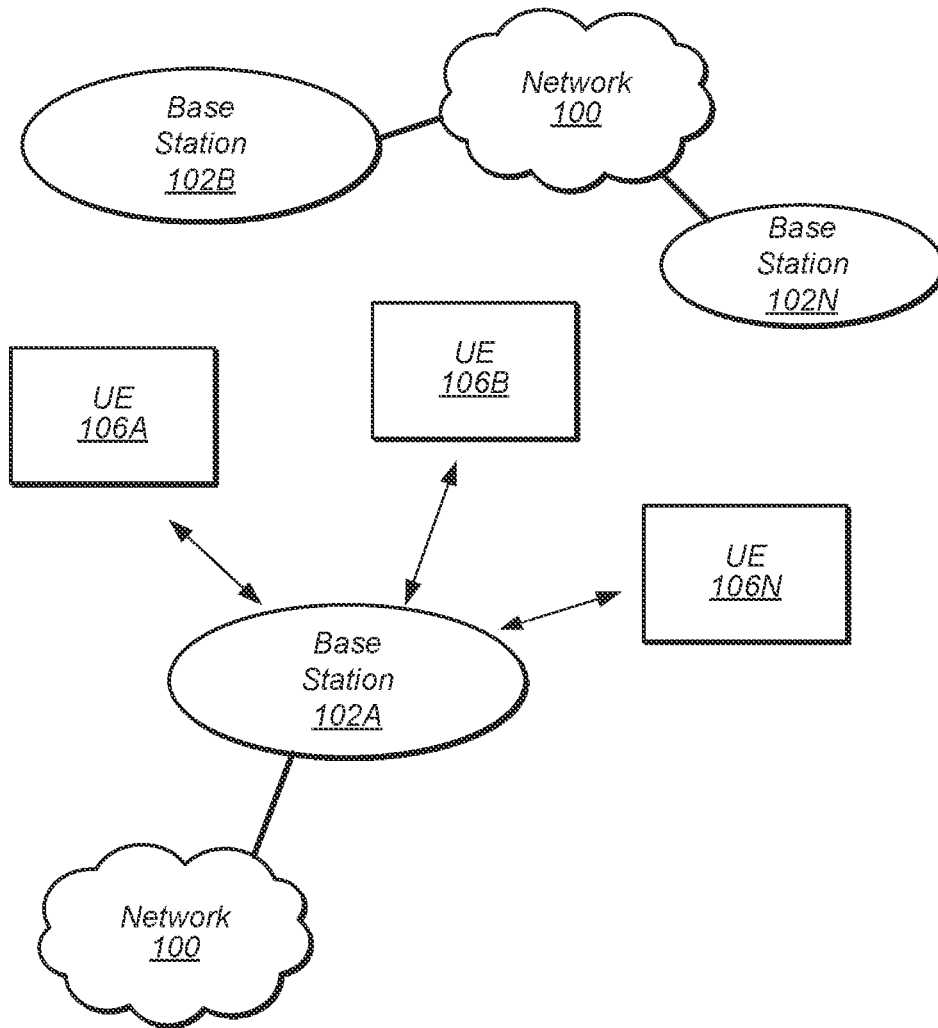 Network
100
Base
Station
102B
Base
Station
102N
UE
106B
UE
106A
UE
106N
Base
Station
102A
Network
100